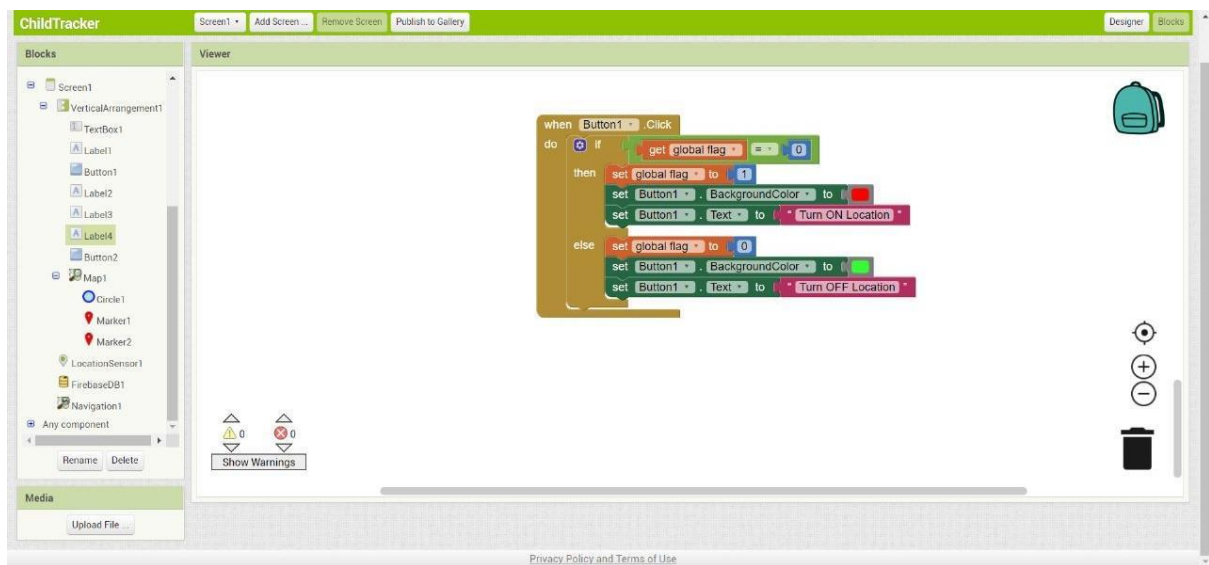 ChildTracker
Screen1
Add Screen ...
Remove Screen
Publish to Gallery
Designer
Blocks
Blocks
Viewer
Screen1
VerticalArrangement1
TextBox1
Label1
Button1
Label2
Label3
Label4
Button2
Map1
Circle1
Marker1
Marker2
LocationSensor1
FirebaseDB1
Navigation1
Any component
Rename
Delete
Media
Upload File ...
when Button1 .Click
do if get global flag = 0
then set global flag to 1
set Button1 . BackgroundColor to
set Button1 . Text to " Turn ON Location "
else set global flag to 0
set Button1 . BackgroundColor to
set Button1 . Text to " Turn OFF Location "
0 0
Show Warnings
Privacy Policy and Terms of Use